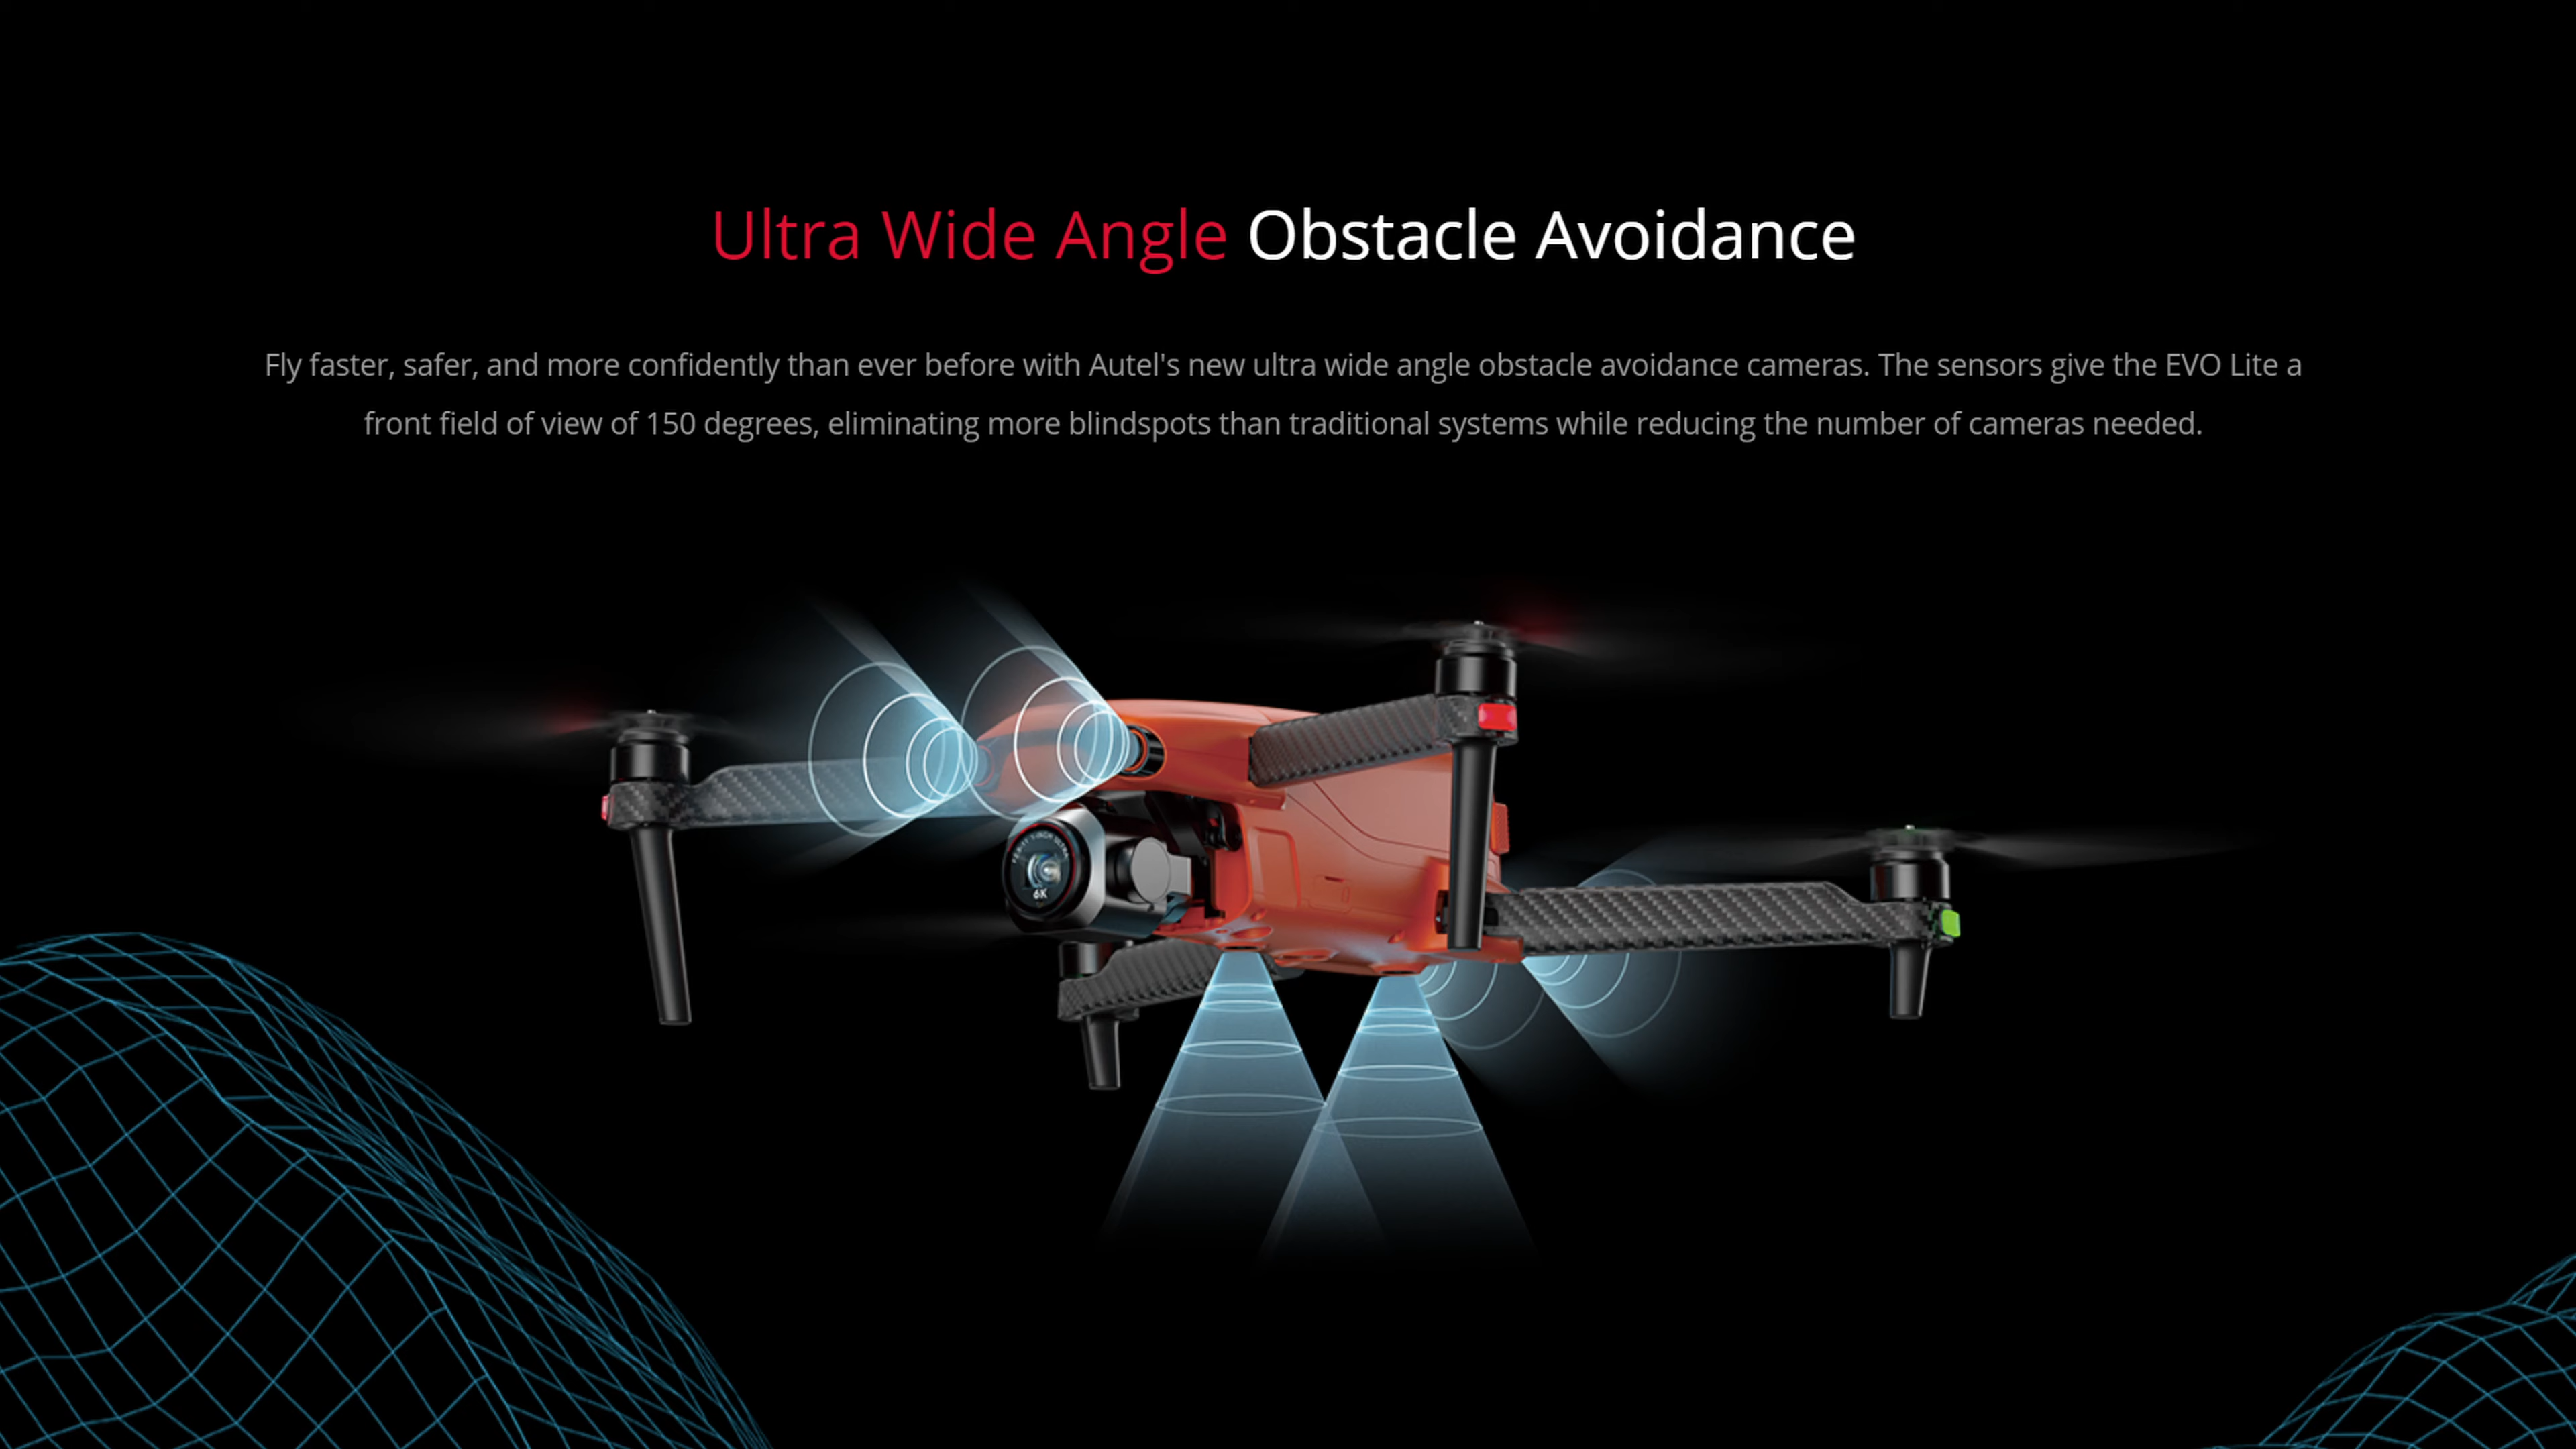 Ultra Wide Angle Obstacle Avoidance
Fly faster, safer, and more confidently than ever before with Autel's new ultra wide angle obstacle avoidance cameras. The sensors give the EVO Lite a
front field of view of 150 degrees, eliminating more blindspots than traditional systems while reducing the number of cameras needed.
6K